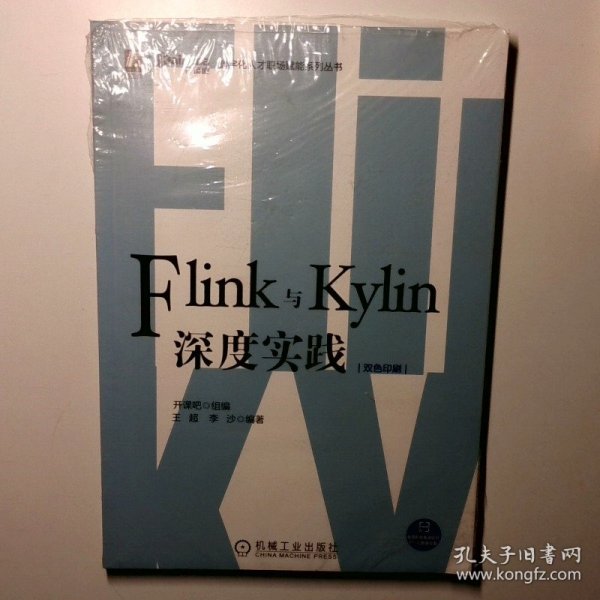 数字化人才职场赋能系列丛书
Flink与Kylin
深度实践
|双色印刷|
开课吧◎组编
王超 李沙◎编著
机械工业出版社
CHINA MACHINE PRESS
孔夫子旧书网
www.kongfz.com